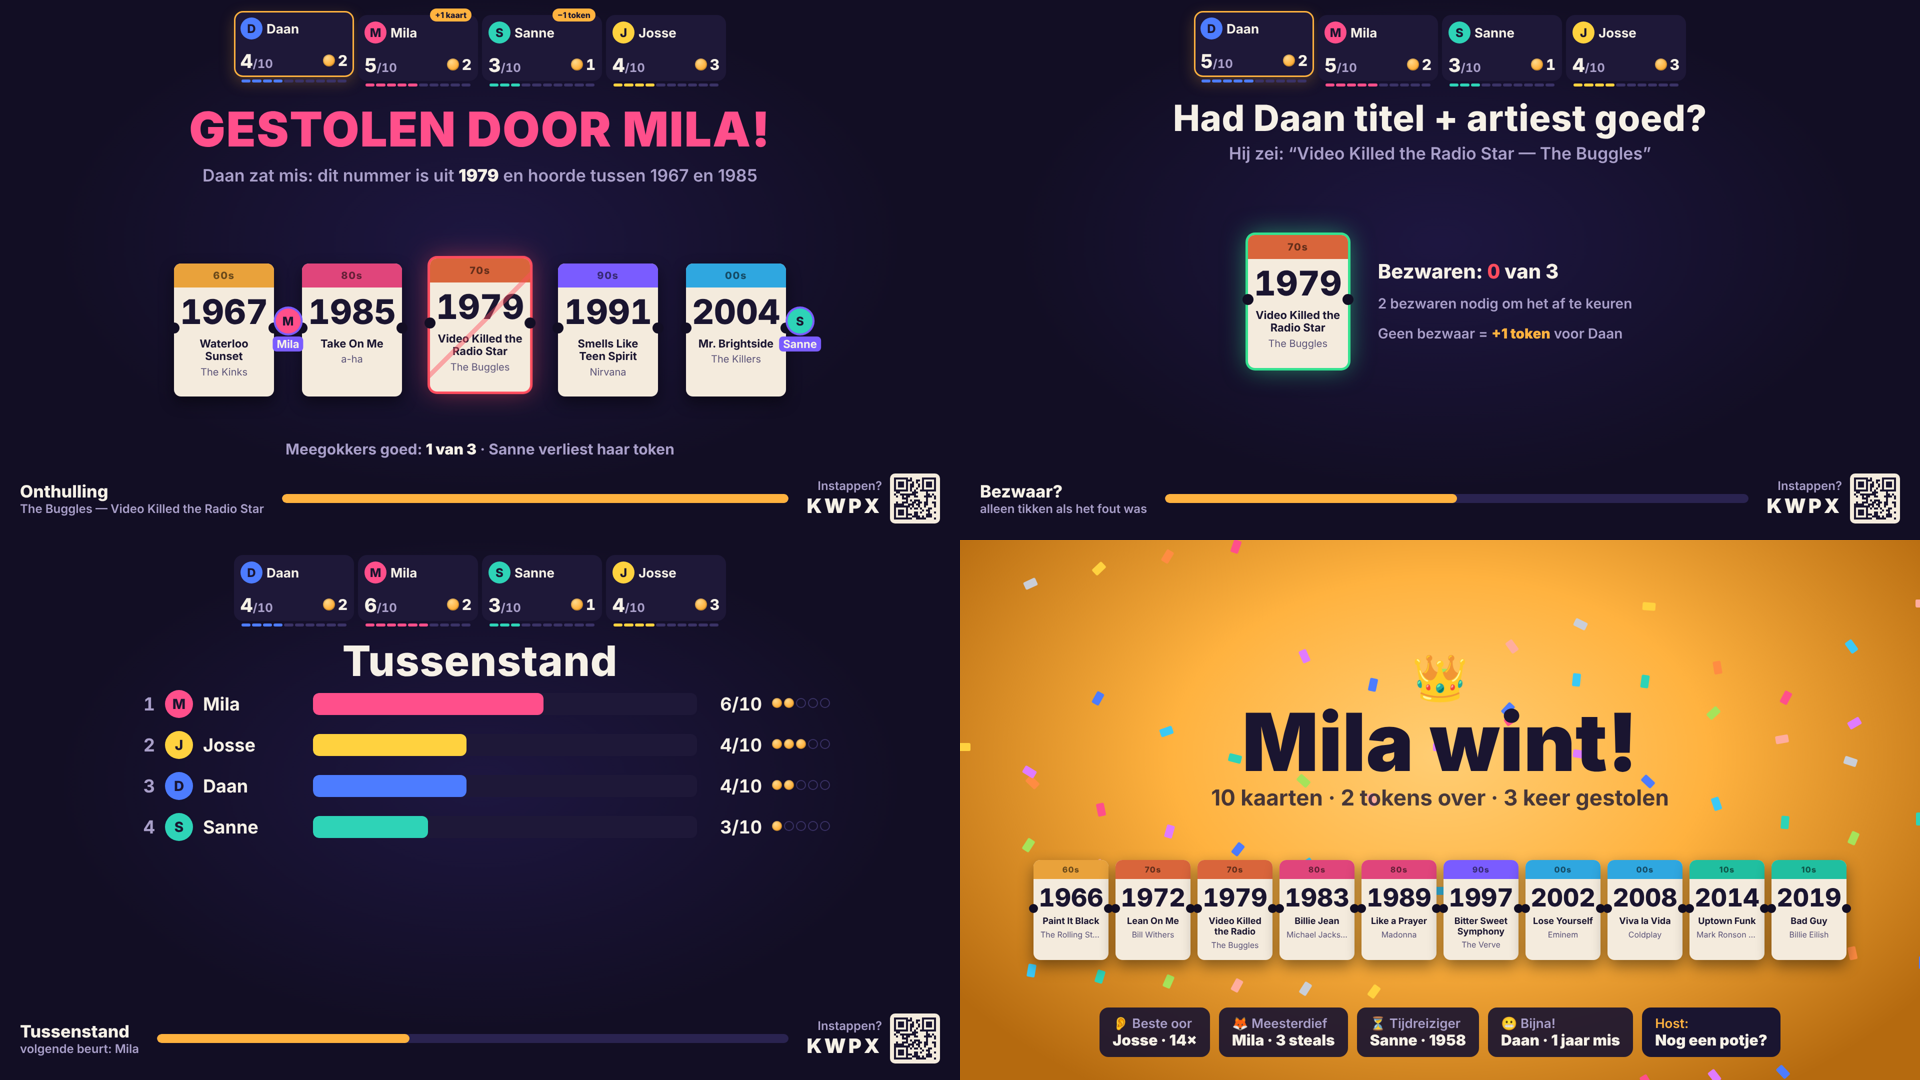 D Daan
4/10 2
+1 kaart
M Mila
5/10 2
−1 token
S Sanne
3/10 1
J Josse
4/10 3
GESTOLEN DOOR MILA!
Daan zat mis: dit nummer is uit 1979 en hoorde tussen 1967 en 1985
60s
1967
Waterloo
Sunset
The Kinks
M
Mila
80s
1985
Take On Me
a-ha
70s
1979
Video Killed the
Radio Star
The Buggles
90s
1991
Smells Like
Teen Spirit
Nirvana
00s
2004
Mr. Brightside
The Killers
S
Sanne
Meegokkers goed: 1 van 3 · Sanne verliest haar token
Onthulling
The Buggles — Video Killed the Radio Star
Instappen?
KWPX
D Daan
5/10 2
M Mila
5/10 2
S Sanne
3/10 1
J Josse
4/10 3
Had Daan titel + artiest goed?
Hij zei: “Video Killed the Radio Star — The Buggles”
70s
1979
Video Killed the
Radio Star
The Buggles
Bezwaren: 0 van 3
2 bezwaren nodig om het af te keuren
Geen bezwaar = +1 token voor Daan
Bezwaar?
alleen tikken als het fout was
Instappen?
KWPX
D Daan
4/10 2
M Mila
6/10 2
S Sanne
3/10 1
J Josse
4/10 3
Tussenstand
1 M Mila 6/10
2 J Josse 4/10
3 D Daan 4/10
4 S Sanne 3/10
Tussenstand
volgende beurt: Mila
Instappen?
KWPX
Mila wint!
10 kaarten · 2 tokens over · 3 keer gestolen
60s
1966
Paint It Black
The Rolling St...
70s
1972
Lean On Me
Bill Withers
70s
1979
Video Killed
the Radio
The Buggles
80s
1983
Billie Jean
Michael Jacks...
80s
1989
Like a Prayer
Madonna
90s
1997
Bitter Sweet
Symphony
The Verve
00s
2002
Lose Yourself
Eminem
00s
2008
Viva la Vida
Coldplay
10s
2014
Uptown Funk
Mark Ronson ...
10s
2019
Bad Guy
Billie Eilish
Beste oor
Josse · 14×
Meesterdief
Mila · 3 steals
Tijdreiziger
Sanne · 1958
Bijna!
Daan · 1 jaar mis
Host:
Nog een potje?